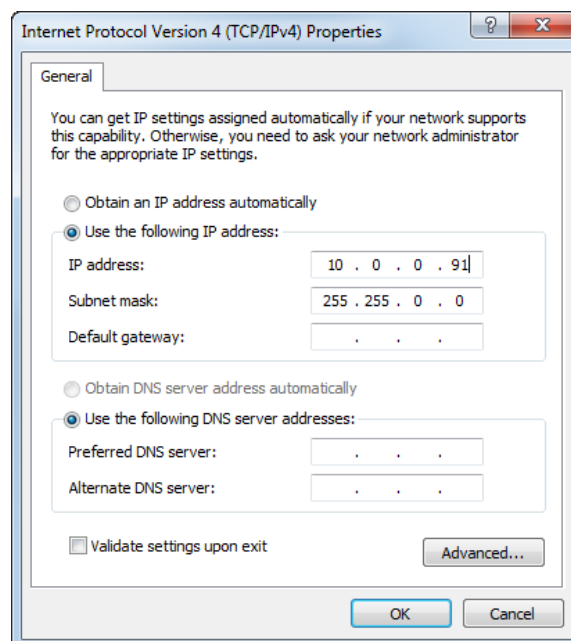 Internet Protocol Version 4 (TCP/IPv4) Properties
General
You can get IP settings assigned automatically if your network supports
this capability. Otherwise, you need to ask your network administrator
for the appropriate IP settings.
Obtain an IP address automatically
Use the following IP address:
IP address: 10 . 0 . 0 . 91
Subnet mask: 255 . 255 . 0 . 0
Default gateway: . . .
Obtain DNS server address automatically
Use the following DNS server addresses:
Preferred DNS server: . . .
Alternate DNS server: . . .
Validate settings upon exit
Advanced...
OK Cancel